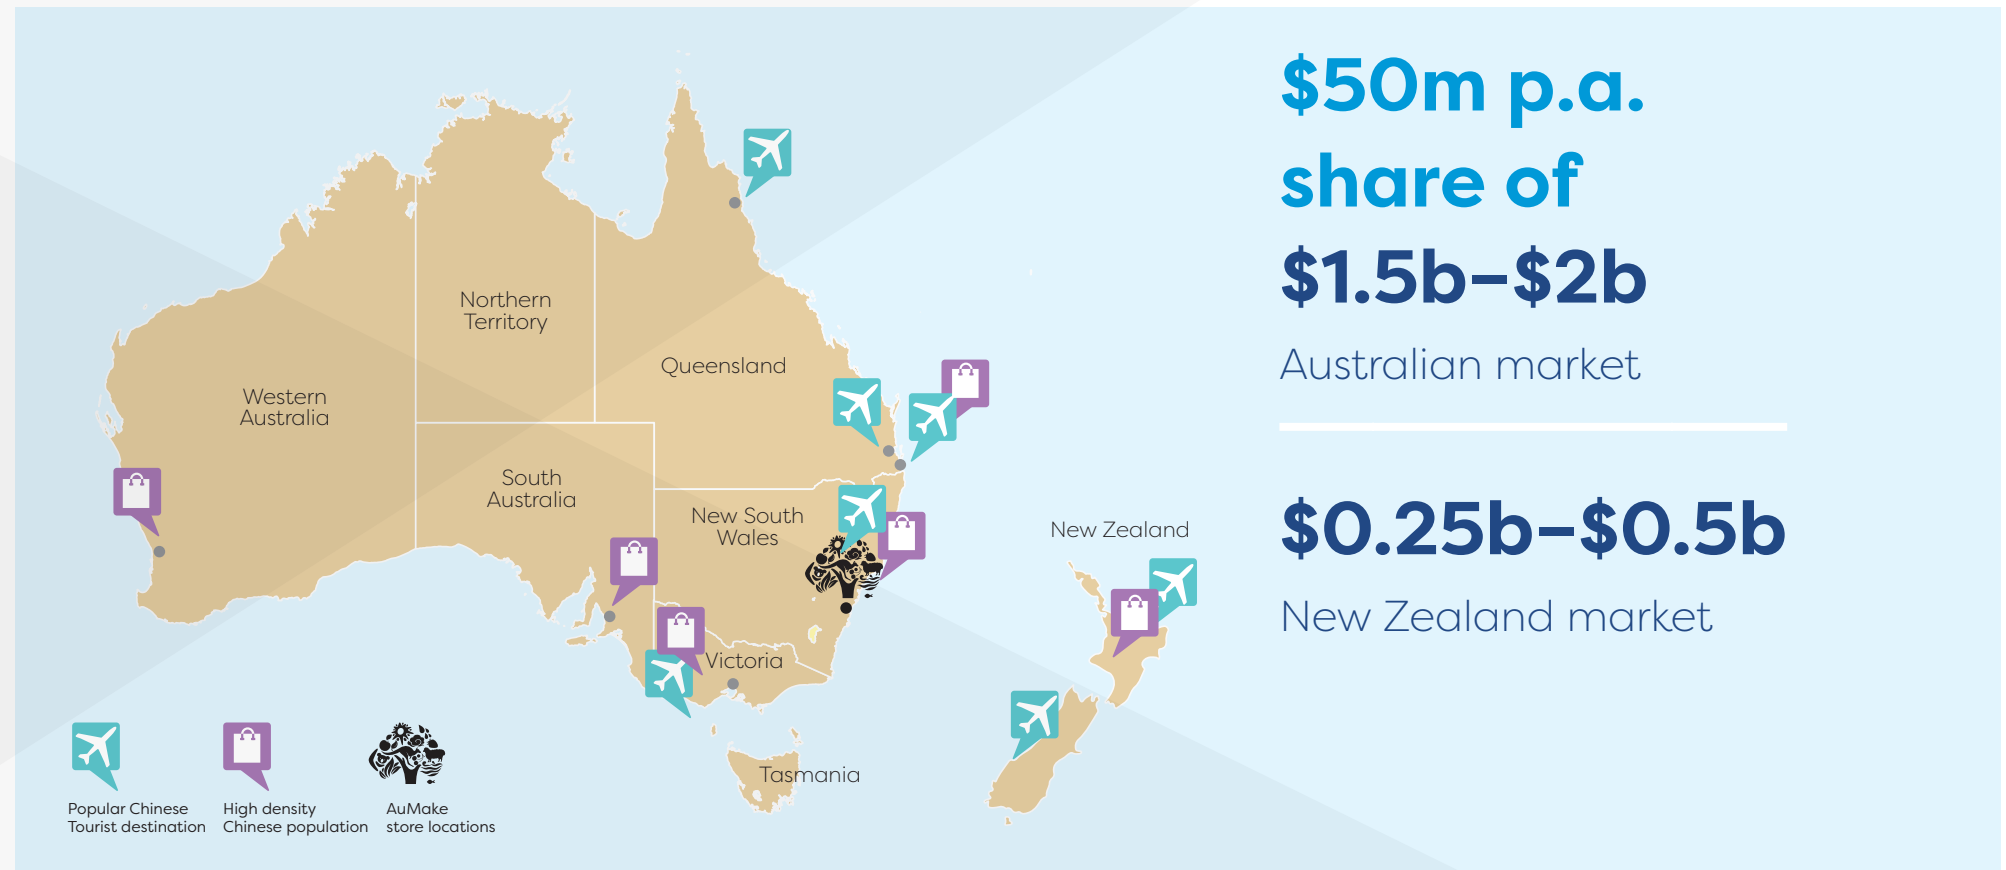 Northern
Territory
Queensland
Western
Australia
South
Australia
New South
Wales
New Zealand
Victoria
Tasmania
Popular Chinese
Tourist destination
High density
Chinese population
AuMake
store locations
$50m p.a.
share of
$1.5b–$2b
Australian market
$0.25b–$0.5b
New Zealand market